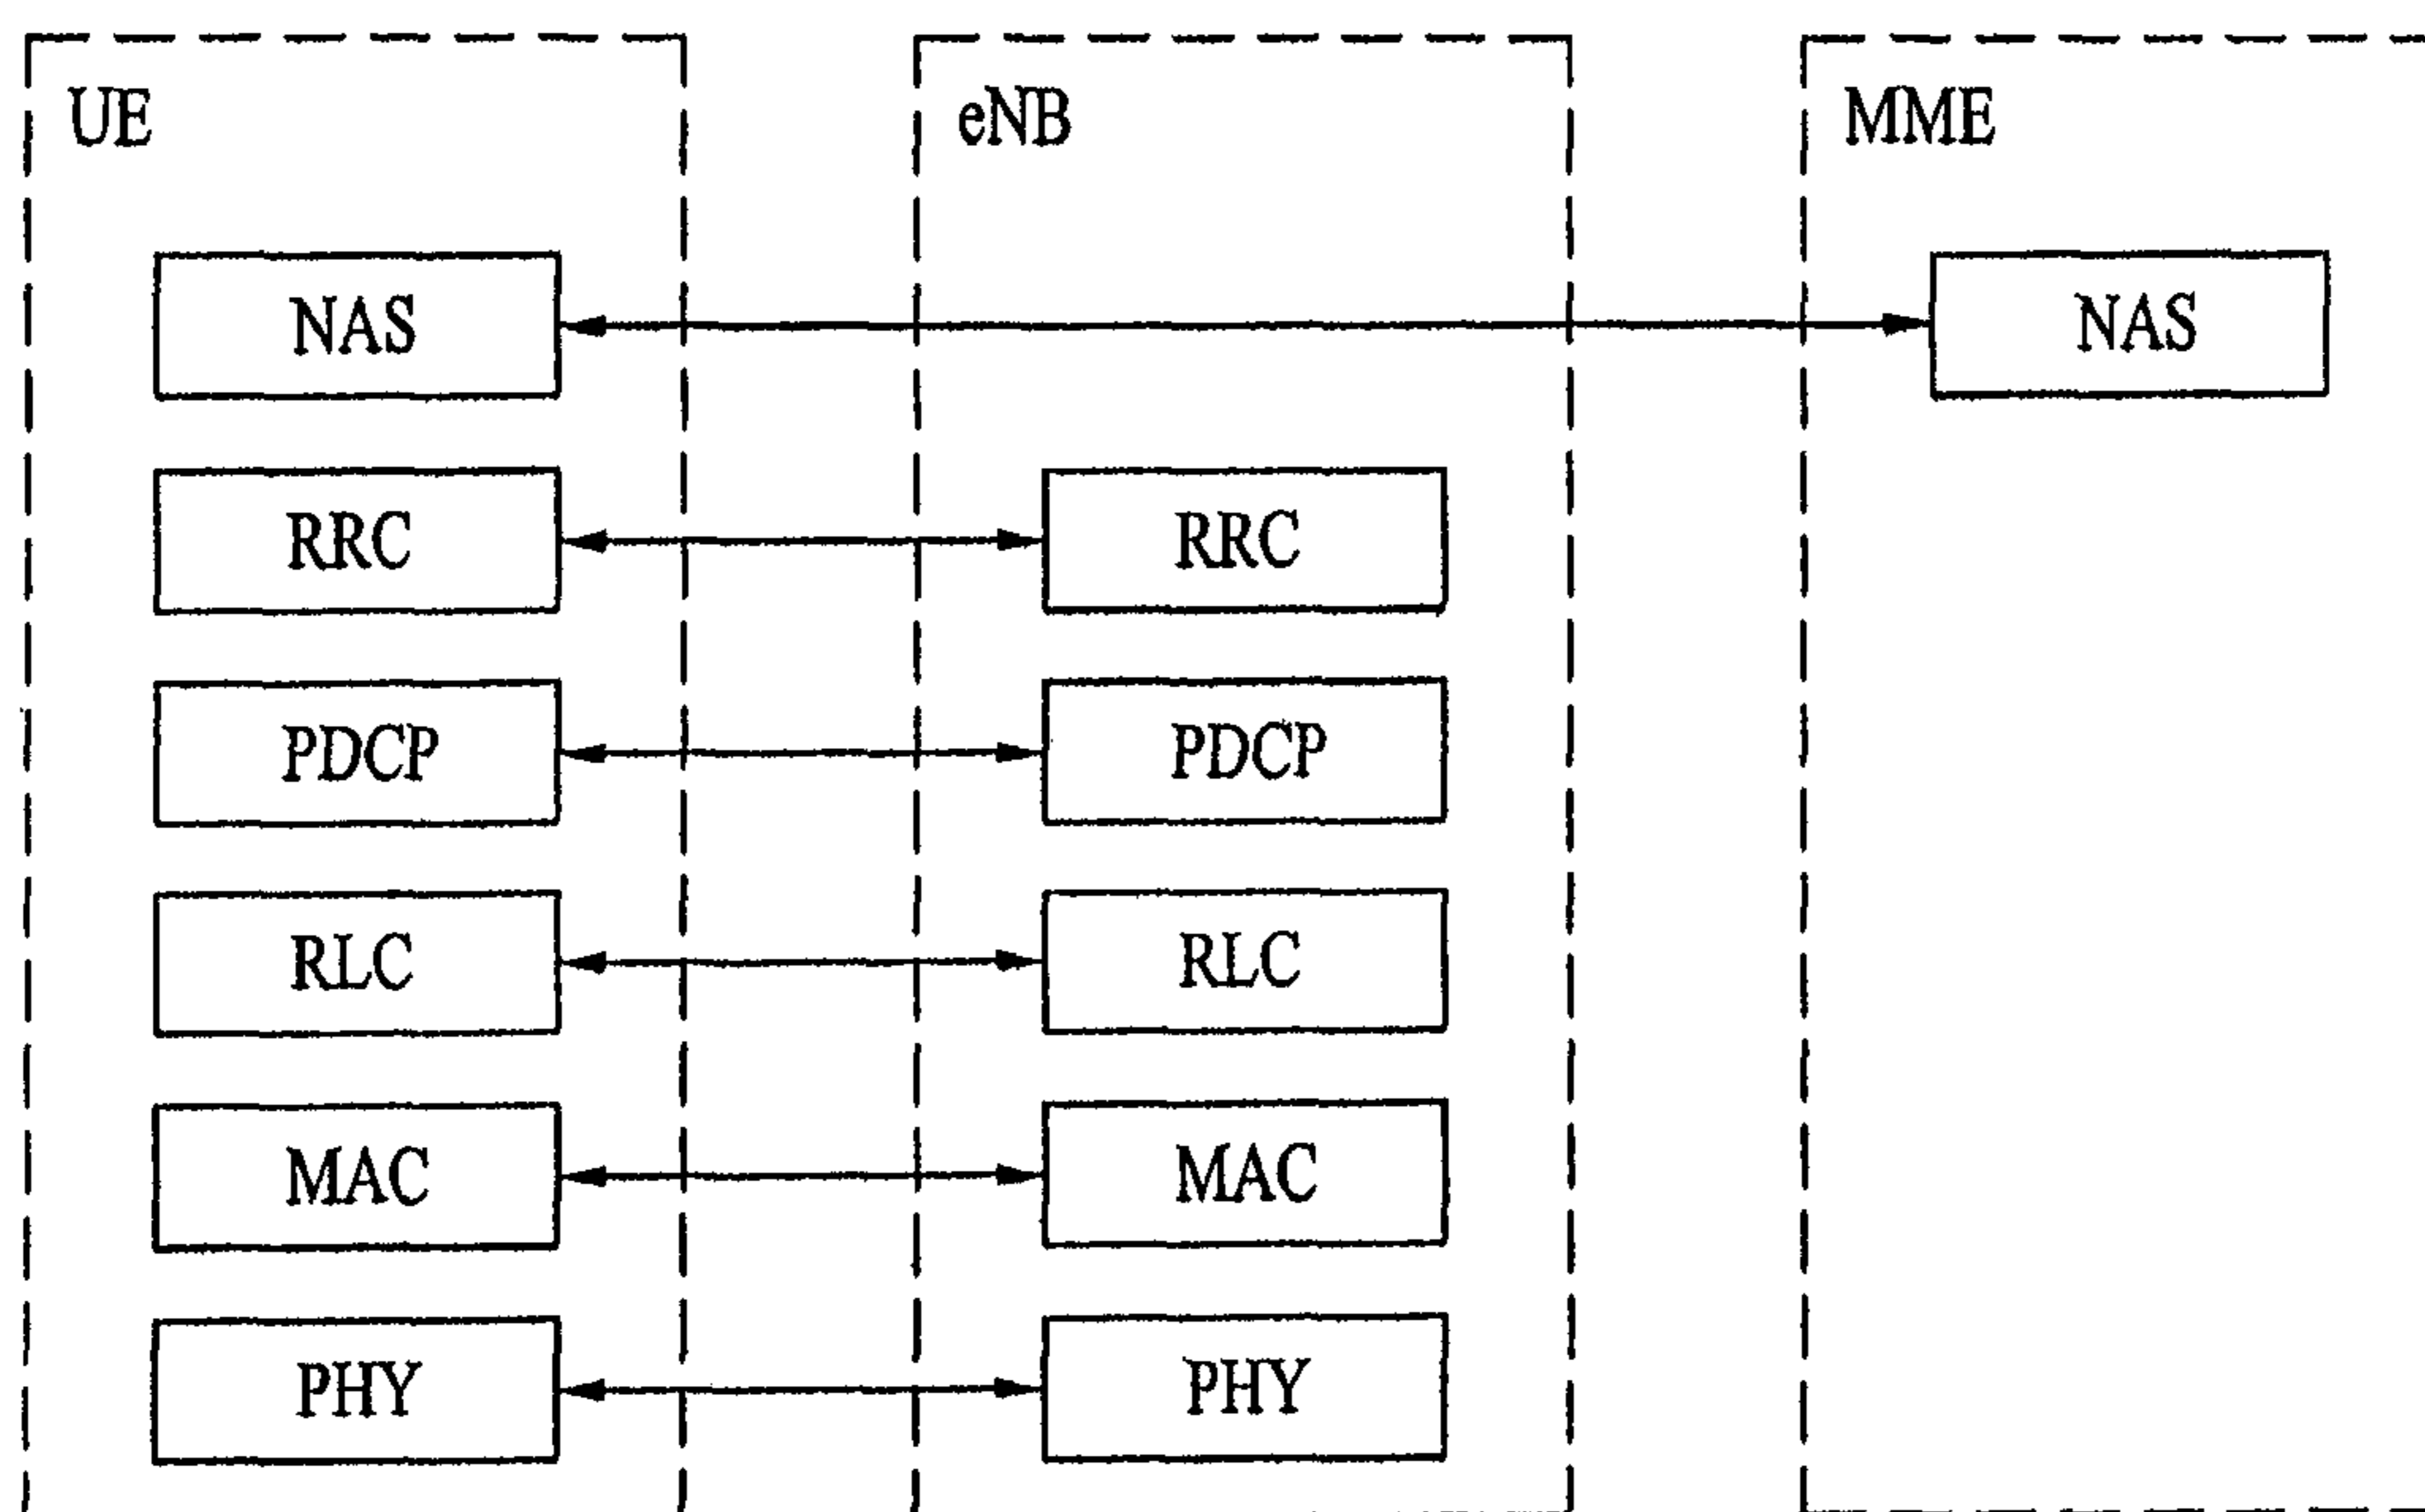 UE
eNB
MME
NAS
NAS
RRC
RRC
PDCP
PDCP
RLC
RLC
MAC
MAC
PHY
PHY